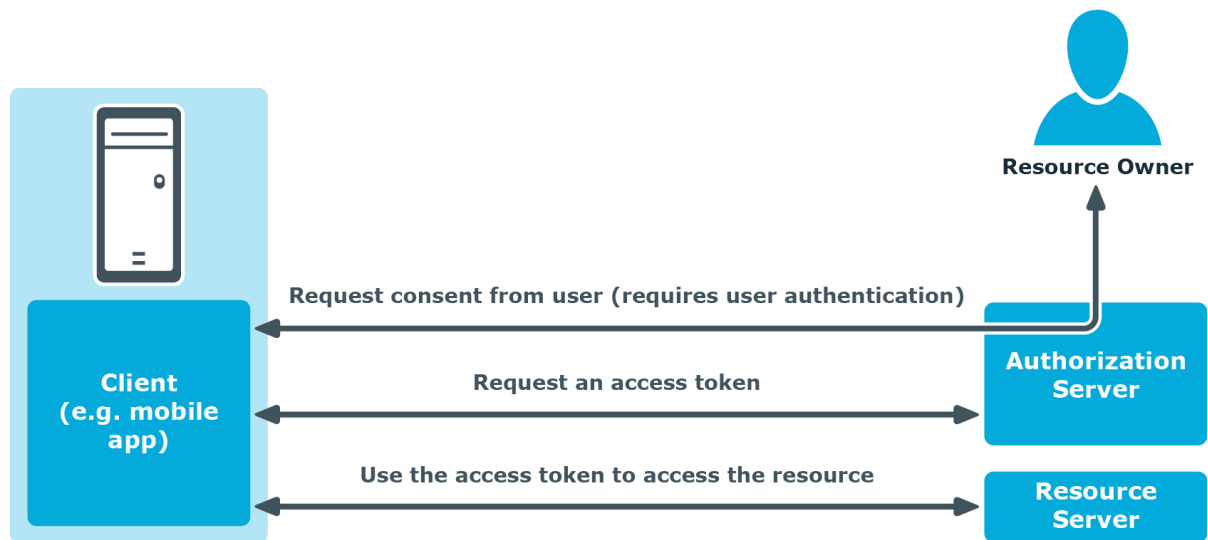 Resource Owner
Request consent from user (requires user authentication)
Authorization
Server
Client
(e.g. mobile
app)
Request an access token
Use the access token to access the resource
Resource
Server